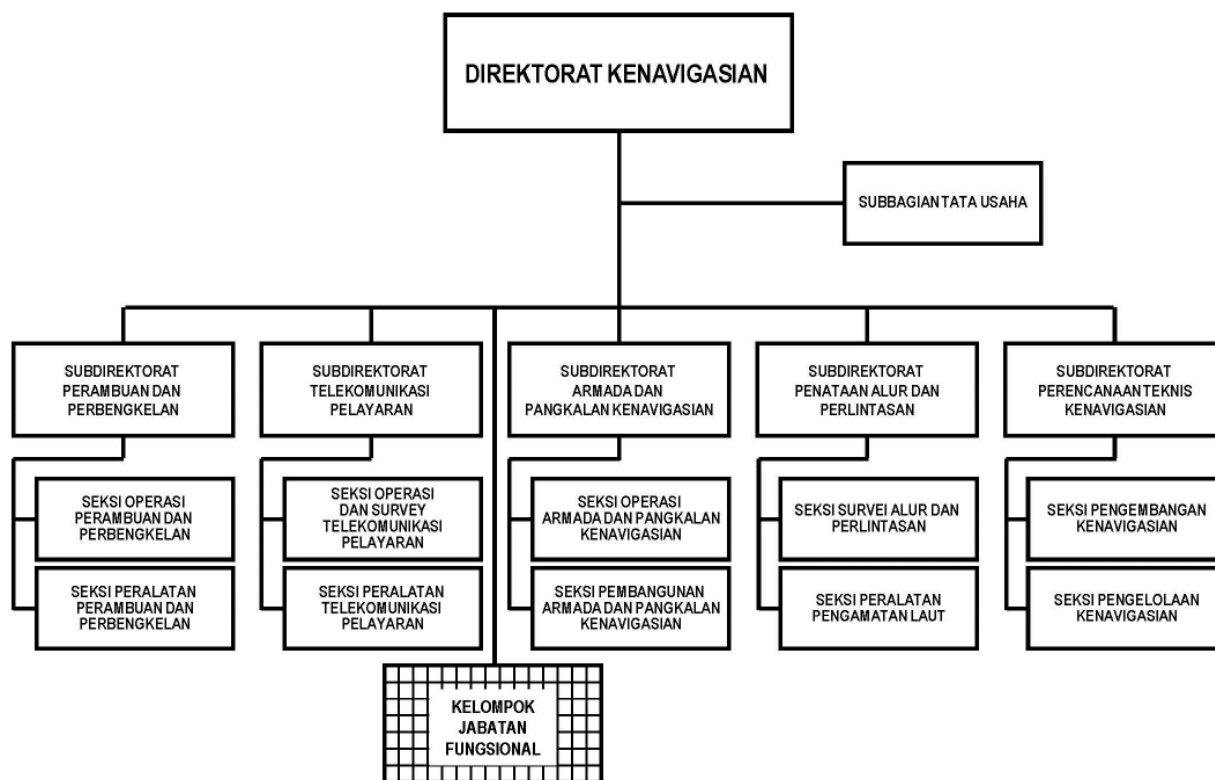 DIREKTORAT KENAVIGASIAN
SUBBAGIAN TATA USAHA
SUBDIREKTORAT
PERAMBUAN DAN
PERBENGKELAN
SUBDIREKTORAT
TELEKOMUNIKASI
PELAYARAN
SUBDIREKTORAT
ARMADA DAN
PANGKALAN KENAVIGASIAN
SUBDIREKTORAT
PENATAAN ALUR DAN
PERLINTASAN
SUBDIREKTORAT
PERENCANAAN TEKNIS
KENAVIGASIAN
SEKSI OPERASI
PERAMBUAN DAN
PERBENGKELAN
SEKSI OPERASI
DAN SURVEY
TELEKOMUNIKASI
PELAYARAN
SEKSI OPERASI
ARMADA DAN PANGKALAN
KENAVIGASIAN
SEKSI SURVEI ALUR DAN
PERLINTASAN
SEKSI PENGEMBANGAN
KENAVIGASIAN
SEKSI PERALATAN
PERAMBUAN DAN
PERBENGKELAN
SEKSI PERALATAN
TELEKOMUNIKASI
PELAYARAN
SEKSI PEMBANGUNAN
ARMADA DAN PANGKALAN
KENAVIGASIAN
SEKSI PERALATAN
PENGAMATAN LAUT
SEKSI PENGELOLAAN
KENAVIGASIAN
KELOMPOK
JABATAN
FUNGSIONAL